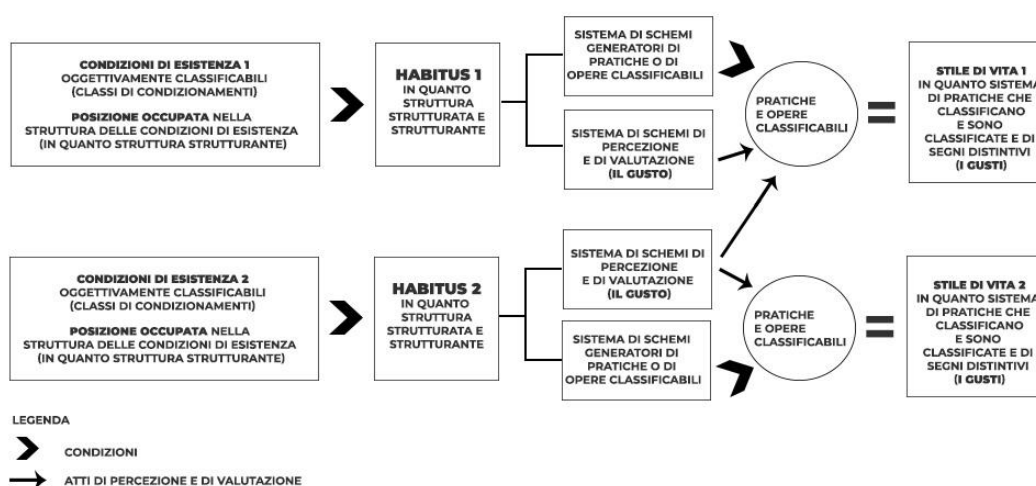 CONDIZIONI DI ESISTENZA 1
OGGETTIVAMENTE CLASSIFICABILI
(CLASSI DI CONDIZIONAMENTI)
POSIZIONE OCCUPATA NELLA
STRUTTURA DELLE CONDIZIONI DI ESISTENZA
(IN QUANTO STRUTTURA STRUTTURANTE)
HABITUS 1
IN QUANTO
STRUTTURA
STRUTTURATA E
STRUTTURANTE
SISTEMA DI SCHEMI
GENERATORI DI
PRATICHE O DI
OPERE CLASSIFICABILI
SISTEMA DI SCHEMI DI
PERCEZIONE
E DI VALUTAZIONE
(IL GUSTO)
PRATICHE
E OPERE
CLASSIFICABILI
=
STILE DI VITA 1
IN QUANTO SISTEMA
DI PRATICHE CHE
CLASSIFICANO
E SONO
CLASSIFICATE E DI
SEGNI DISTINTIVI
(I GUSTI)
CONDIZIONI DI ESISTENZA 2
OGGETTIVAMENTE CLASSIFICABILI
(CLASSI DI CONDIZIONAMENTI)
POSIZIONE OCCUPATA NELLA
STRUTTURA DELLE CONDIZIONI DI ESISTENZA
(IN QUANTO STRUTTURA STRUTTURANTE)
HABITUS 2
IN QUANTO
STRUTTURA
STRUTTURATA E
STRUTTURANTE
SISTEMA DI SCHEMI DI
PERCEZIONE
E DI VALUTAZIONE
(IL GUSTO)
SISTEMA DI SCHEMI
GENERATORI DI
PRATICHE O DI
OPERE CLASSIFICABILI
PRATICHE
E OPERE
CLASSIFICABILI
=
STILE DI VITA 2
IN QUANTO SISTEMA
DI PRATICHE CHE
CLASSIFICANO
E SONO
CLASSIFICATE E DI
SEGNI DISTINTIVI
(I GUSTI)
LEGENDA
CONDIZIONI
ATTI DI PERCEZIONE E DI VALUTAZIONE